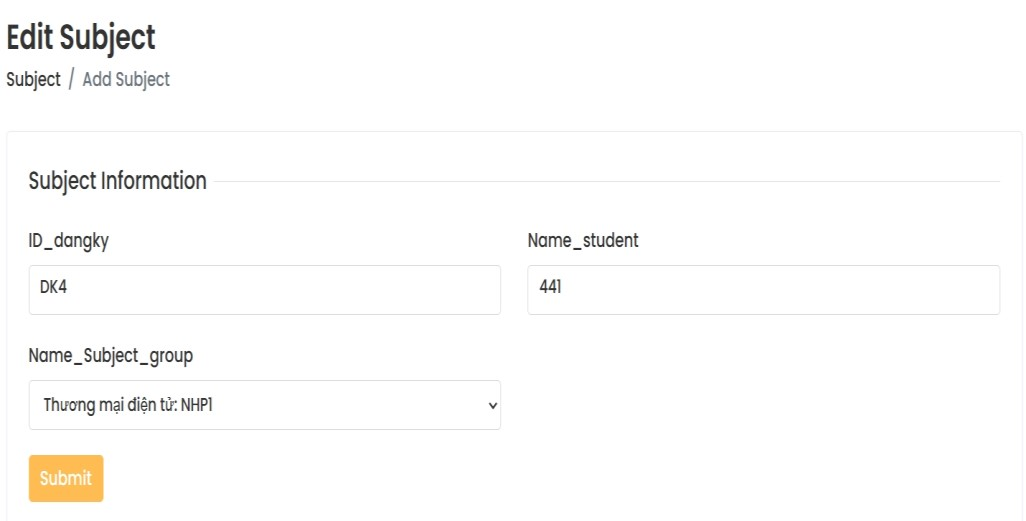 Edit Subject
Subject / Add Subject
Subject Information
ID_dangky
Name_student
DK4
441
Name_Subject_group
Thương mại điện tử: NHP1
Submit